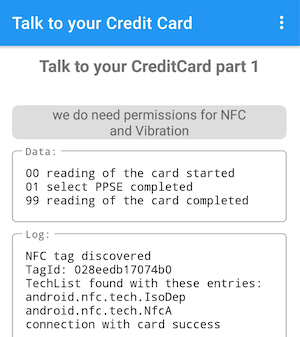 Talk to your Credit Card
Talk to your CreditCard part 1
we do need permissions for NFC
and Vibration
Data:
00 reading of the card started
01 select PPSE completed
99 reading of the card completed
Log:
NFC tag discovered
TagId: 028eedb17074b0
TechList found with these entries:
android.nfc.tech.IsoDep
android.nfc.tech.NfcA
connection with card success